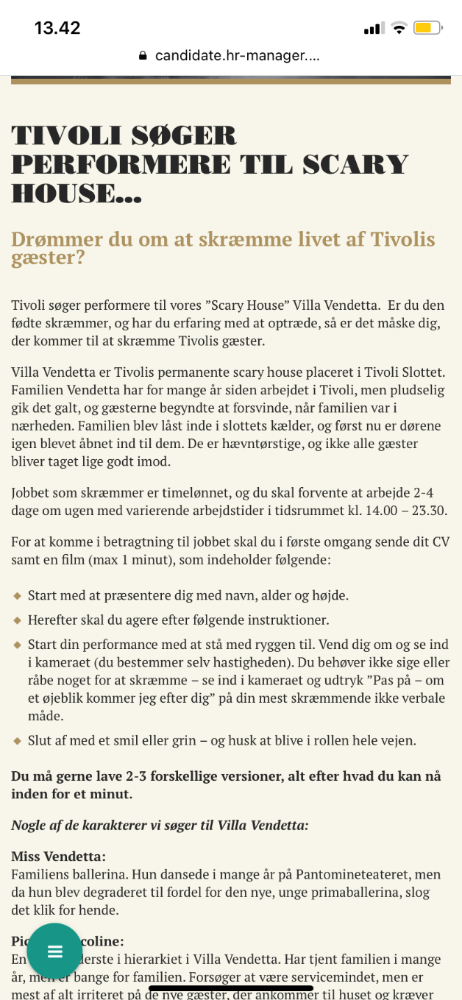 13.42
candidate.hr-manager....
TIVOLI SØGER
PERFORMERE TIL SCARY
HOUSE...
Drømmer du om at skræmme livet af Tivolis
gæster?
Tivoli søger performere til vores ”Scary House” Villa Vendetta.  Er du den
fødte skræmmer, og har du erfaring med at optræde, så er det måske dig,
der kommer til at skræmme Tivolis gæster.
Villa Vendetta er Tivolis permanente scary house placeret i Tivoli Slottet.
Familien Vendetta har for mange år siden arbejdet i Tivoli, men pludselig
gik det galt, og gæsterne begyndte at forsvinde, når familien var i
nærheden. Familien blev låst inde i slottets kælder, og først nu er dørene
igen blevet åbnet ind til dem. De er hævntørstige, og ikke alle gæster
bliver taget lige godt imod.
Jobbet som skræmmer er timelønnet, og du skal forvente at arbejde 2-4
dage om ugen med varierende arbejdstider i tidsrummet kl. 14.00 – 23.30.
For at komme i betragtning til jobbet skal du i første omgang sende dit CV
samt en film (max 1 minut), som indeholder følgende:
Start med at præsentere dig med navn, alder og højde.
Herefter skal du agere efter følgende instruktioner.
Start din performance med at stå med ryggen til. Vend dig om og se ind
i kameraet (du bestemmer selv hastigheden). Du behøver ikke sige eller
råbe noget for at skræmme – se ind i kameraet og udtryk ”Pas på – om
et øjeblik kommer jeg efter dig” på din mest skræmmende ikke verbale
måde.
Slut af med et smil eller grin – og husk at blive i rollen hele vejen.
Du må gerne lave 2-3 forskellige versioner, alt efter hvad du kan nå
inden for et minut.
Nogle af de karakterer vi søger til Villa Vendetta:
Miss Vendetta:
Familiens ballerina. Hun dansede i mange år på Pantomineteateret, men
da hun blev degraderet til fordel for den nye, unge primaballerina, slog
det klik for hende.
En i hierarkiet i Villa Vendetta. Har tjent familien i mange
år, men er bange for familien. Forsøger at være servicemindet, men er
mest af alt irriteret på de nye gæster, der ankommer til huset og kræver